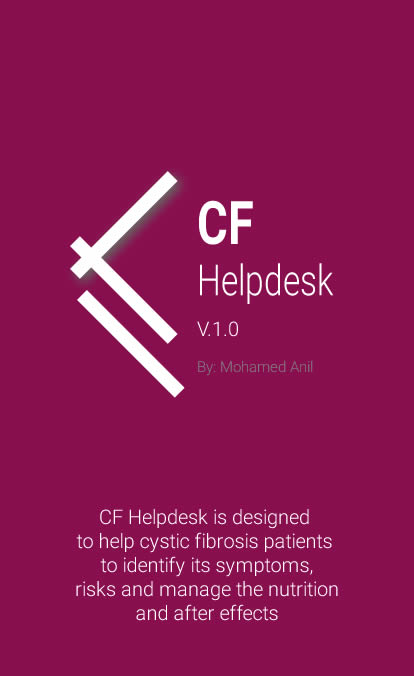 CF
Helpdesk
V.1.0
By: Mohamed Anil
CF Helpdesk is designed
to help cystic fibrosis patients
to identify its symptoms,
risks and manage the nutrition
and after effects